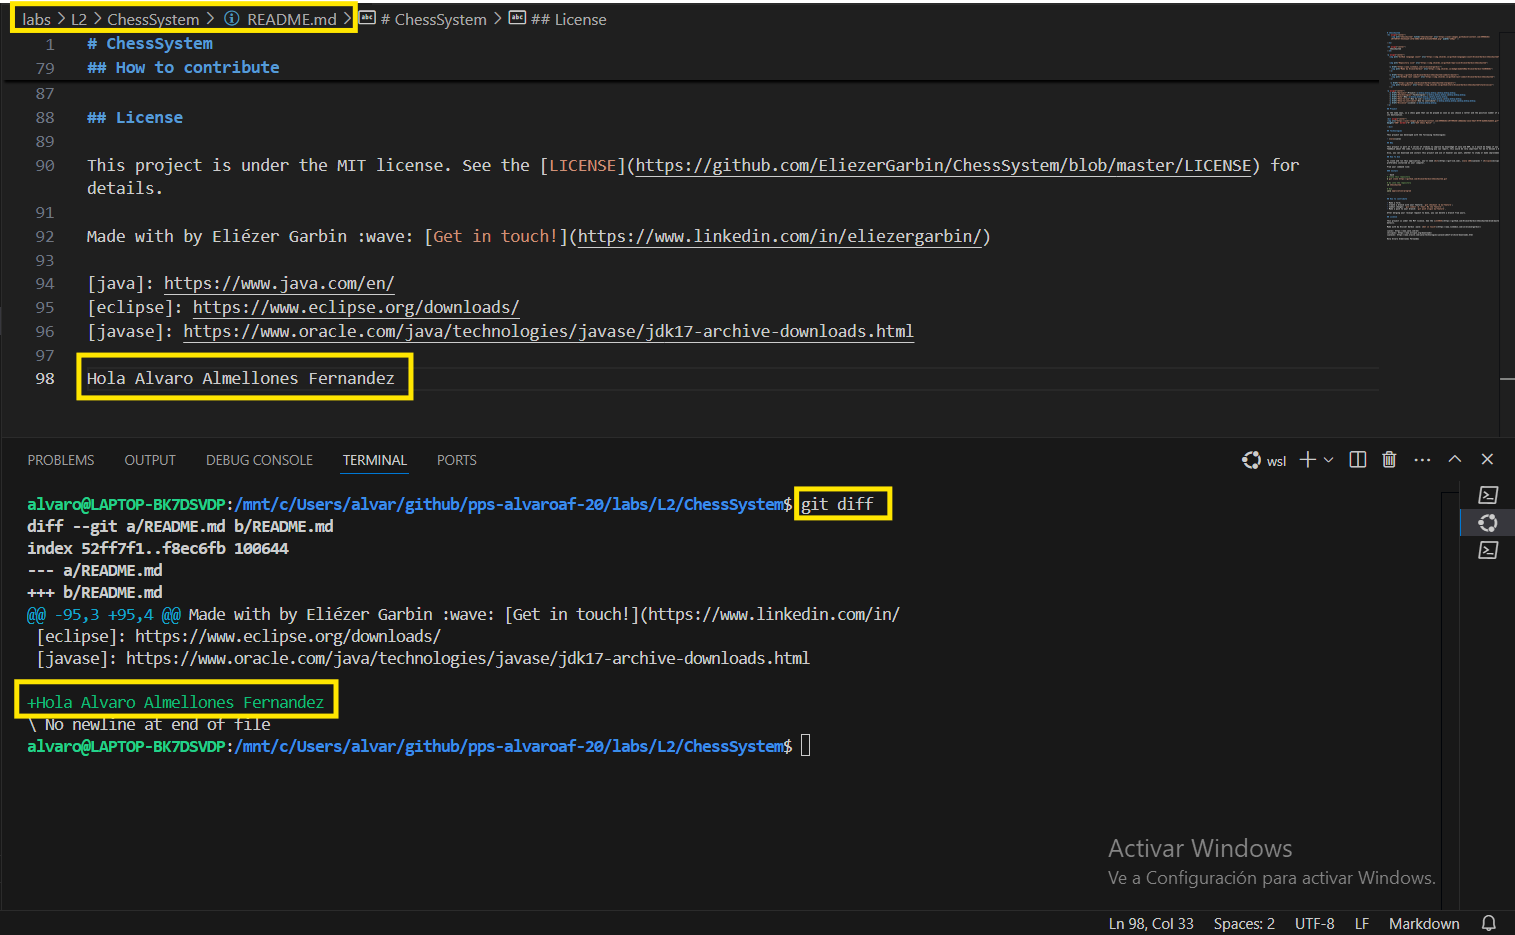 labs > L2 > ChessSystem > README.md > # ChessSystem > ## License
1 # ChessSystem
79 ## How to contribute
87
88 ## License
89
90 This project is under the MIT license. See the [LICENSE](https://github.com/EliezerGarbin/ChessSystem/blob/master/LICENSE) for
details.
91
92 Made with by Eliézer Garbin :wave: [Get in touch!](https://www.linkedin.com/in/eliezergarbin/)
93
94 [java]: https://www.java.com/en/
95 [eclipse]: https://www.eclipse.org/downloads/
96 [javase]: https://www.oracle.com/java/technologies/javase/jdk17-archive-downloads.html
97
98 Hola Alvaro Almellones Fernandez
PROBLEMS OUTPUT DEBUG CONSOLE TERMINAL PORTS
wsl
alvaro@LAPTOP-BK7DSVDP:/mnt/c/Users/alvar/github/pps-alvaroaf-20/labs/L2/ChessSystem$ git diff
diff --git a/README.md b/README.md
index 52ff7f1..f8ec6fb 100644
--- a/README.md
+++ b/README.md
@@ -95,3 +95,4 @@ Made with by Eliézer Garbin :wave: [Get in touch!](https://www.linkedin.com/in/
[eclipse]: https://www.eclipse.org/downloads/
[javase]: https://www.oracle.com/java/technologies/javase/jdk17-archive-downloads.html
+Hola Alvaro Almellones Fernandez
\ No newline at end of file
alvaro@LAPTOP-BK7DSVDP:/mnt/c/Users/alvar/github/pps-alvaroaf-20/labs/L2/ChessSystem$
Activar Windows
Ve a Configuración para activar Windows.
Ln 98, Col 33 Spaces: 2 UTF-8 LF Markdown